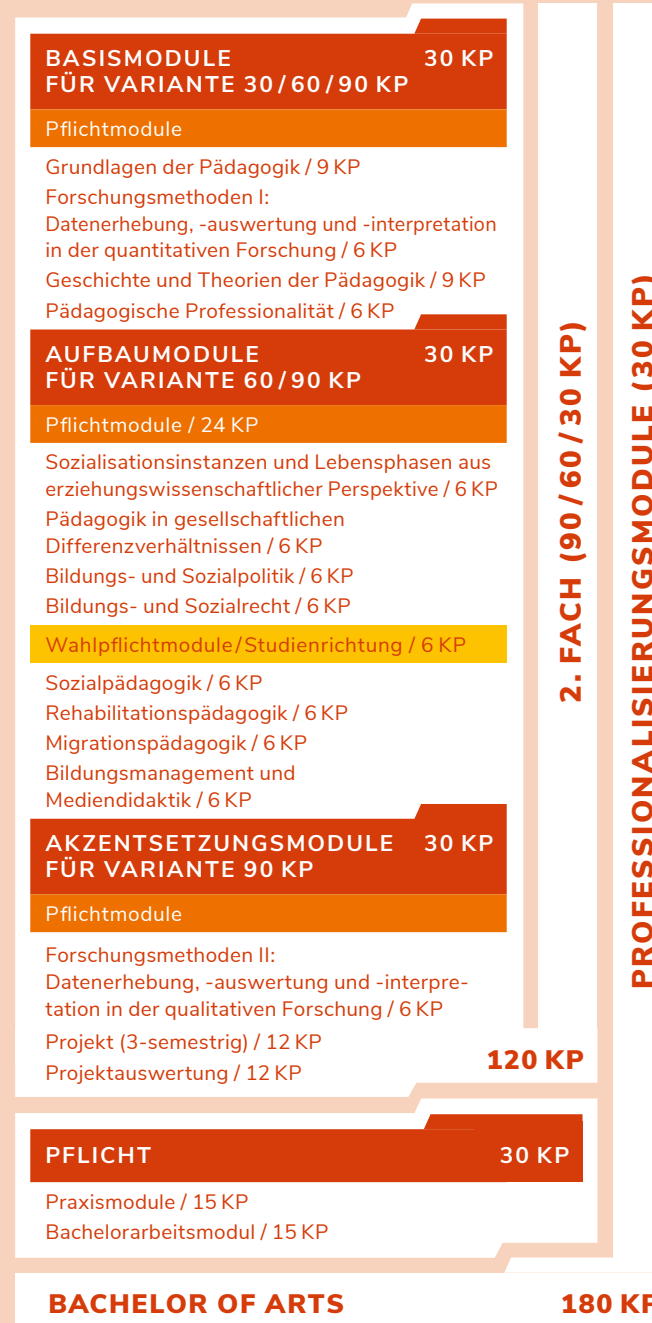 BASISMODULE 30 KP
FÜR VARIANTE 30/60/90 KP
Pflichtmodule
Grundlagen der Pädagogik / 9 KP
Forschungsmethoden I:
Datenerhebung, -auswertung und -interpretation
in der quantitativen Forschung / 6 KP
Geschichte und Theorien der Pädagogik / 9 KP
Pädagogische Professionalität / 6 KP
AUFBAUMODULE 30 KP
FÜR VARIANTE 60/90 KP
Pflichtmodule / 24 KP
Sozialisationsinstanzen und Lebensphasen aus
erziehungswissenschaftlicher Perspektive / 6 KP
Pädagogik in gesellschaftlichen
Differenzverhältnissen / 6 KP
Bildungs- und Sozialpolitik / 6 KP
Bildungs- und Sozialrecht / 6 KP
Wahlpflichtmodule/Studienrichtung / 6 KP
Sozialpädagogik / 6 KP
Rehabilitationspädagogik / 6 KP
Migrationspädagogik / 6 KP
Bildungsmanagement und
Mediendidaktik / 6 KP
AKZENTSETZUNGSMODULE 30 KP
FÜR VARIANTE 90 KP
Pflichtmodule
Forschungsmethoden II:
Datenerhebung, -auswertung und -interpre-
tation in der qualitativen Forschung / 6 KP
Projekt (3-semestrig) / 12 KP
Projektauswertung / 12 KP
120 KP
2. FACH (90/60/30 KP)
PROFESSIONALISIERUNGSMODULE (30 KP)
PFLICHT 30 KP
Praxismodule / 15 KP
Bachelorarbeitsmodul / 15 KP
BACHELOR OF ARTS 180 KP